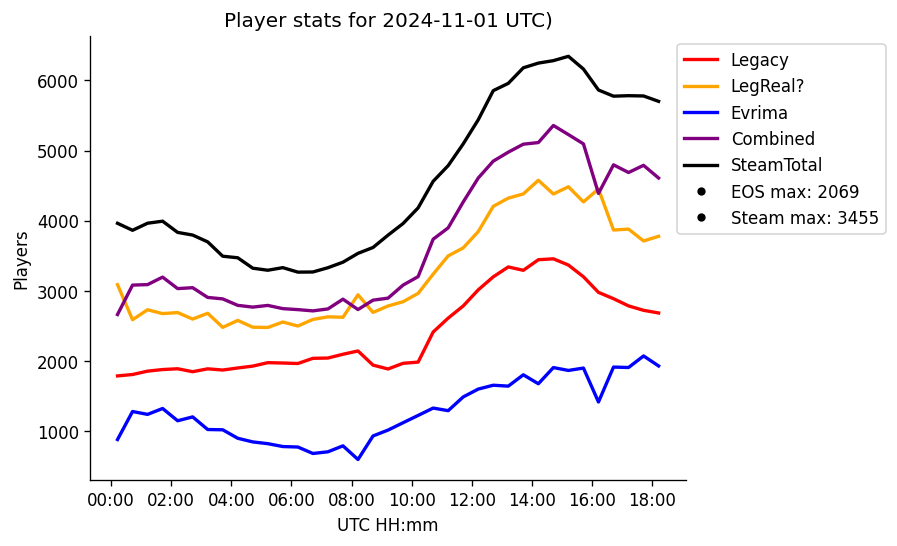 Player stats for 2024-11-01 UTC)
Legacy
LegReal?
Evrima
Combined
SteamTotal
EOS max: 2069
Steam max: 3455
6000
5000
4000
3000
2000
1000
Players
00:00 02:00 04:00 06:00 08:00 10:00 12:00 14:00 16:00 18:00
UTC HH:mm